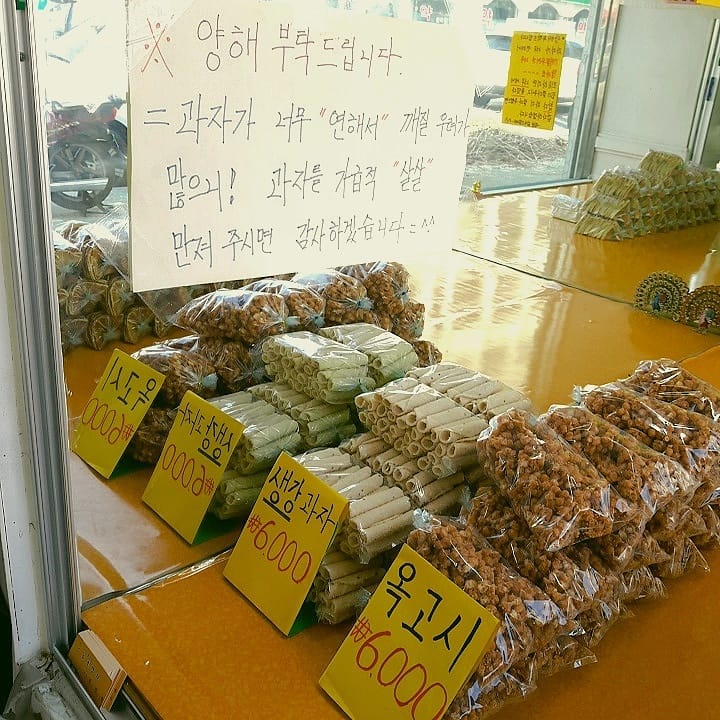 ※ 양해 부탁드립니다.
= 과자가 너무 "연해서" 깨질 우려가
많으니! 과자를 가급적 "살살"
만져 주시면 감사하겠습니다 = ^^
생강과자
₩6,000
옥고시
₩6,000